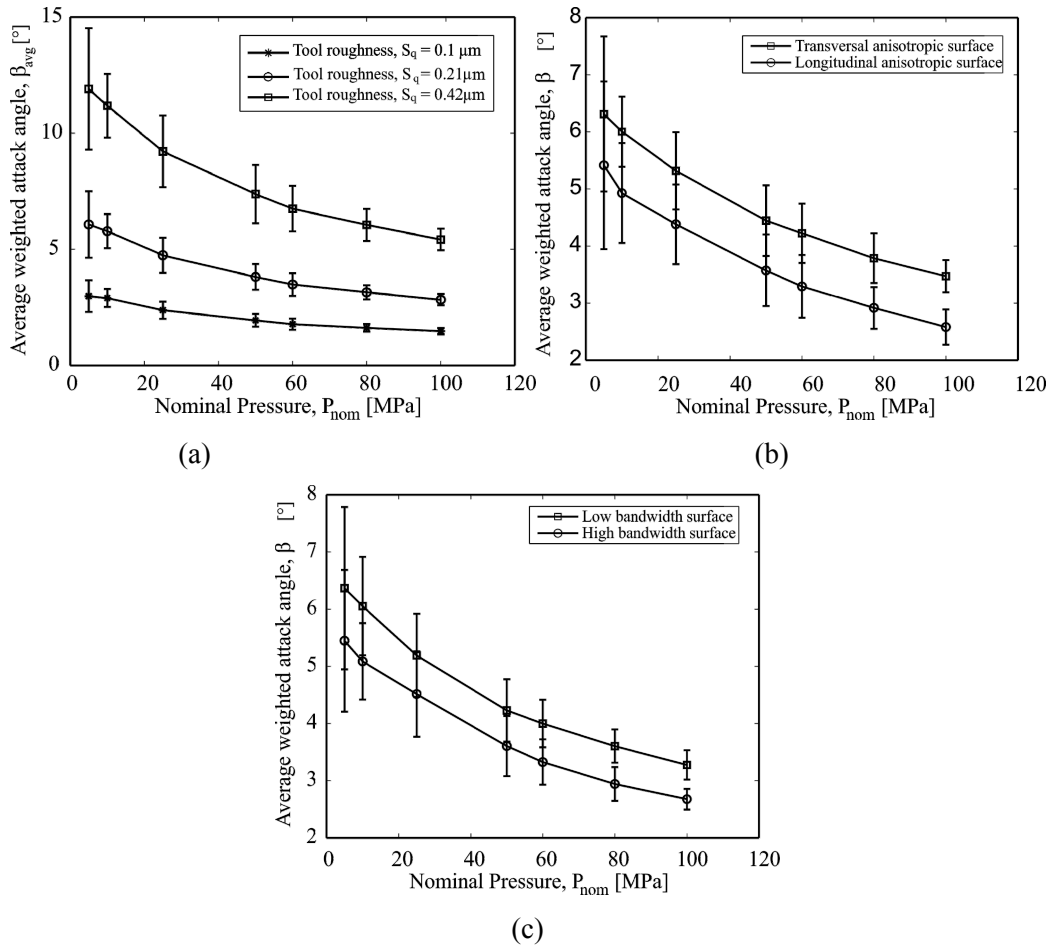 15
10
5
0
Average weighted attack angle, βavg [°]
Tool roughness, Sq = 0.1 µm
Tool roughness, Sq = 0.21µm
Tool roughness, Sq = 0.42µm
0 20 40 60 80 100 120
Nominal Pressure, Pnom [MPa]
(a)
8
7
6
5
4
3
2
Average weighted attack angle, β [°]
Transversal anisotropic surface
Longitudinal anisotropic surface
0 20 40 60 80 100 120
Nominal Pressure, Pnom [MPa]
(b)
8
7
6
5
4
3
2
Average weighted attack angle, β [°]
Low bandwidth surface
High bandwidth surface
0 20 40 60 80 100 120
Nominal Pressure, Pnom [MPa]
(c)